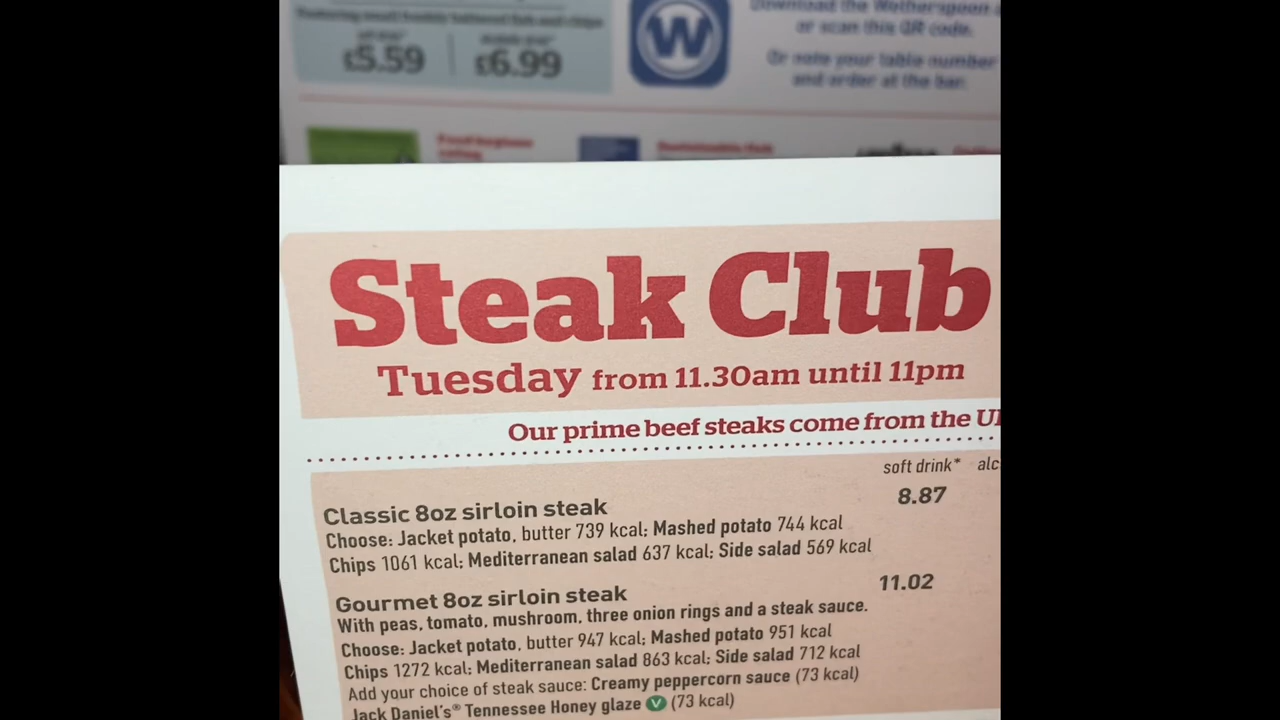 £5.59 £6.99
W
Download the Wetherspoon
or scan this QR code.
Or note your table number
and order at the bar.
Steak Club
Tuesday from 11.30am until 11pm
Our prime beef steaks come from the
soft drink*
Classic 8oz sirloin steak 8.87
Choose: Jacket potato, butter 739 kcal; Mashed potato 744 kcal
Chips 1061 kcal; Mediterranean salad 637 kcal; Side salad 569 kcal
Gourmet 8oz sirloin steak 11.02
With peas, tomato, mushroom, three onion rings and a steak sauce.
Choose: Jacket potato, butter 947 kcal; Mashed potato 951 kcal
Chips 1272 kcal; Mediterranean salad 863 kcal; Side salad 712 kcal
Add your choice of steak sauce: Creamy peppercorn sauce (73 kcal)
Jack Daniel's® Tennessee Honey glaze V (73 kcal)